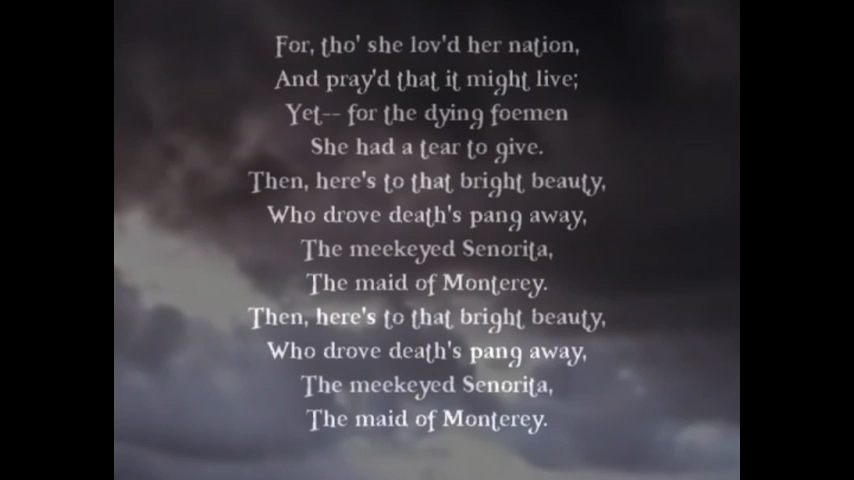 For, tho' she lov'd her nation,
And pray'd that it might live;
Yet-- for the dying foemen
She had a tear to give.
Then, here's to that bright beauty,
Who drove death's pang away,
The meekeyed Senorita,
The maid of Monterey.
Then, here's to that bright beauty,
Who drove death's pang away,
The meekeyed Senorita,
The maid of Monterey.